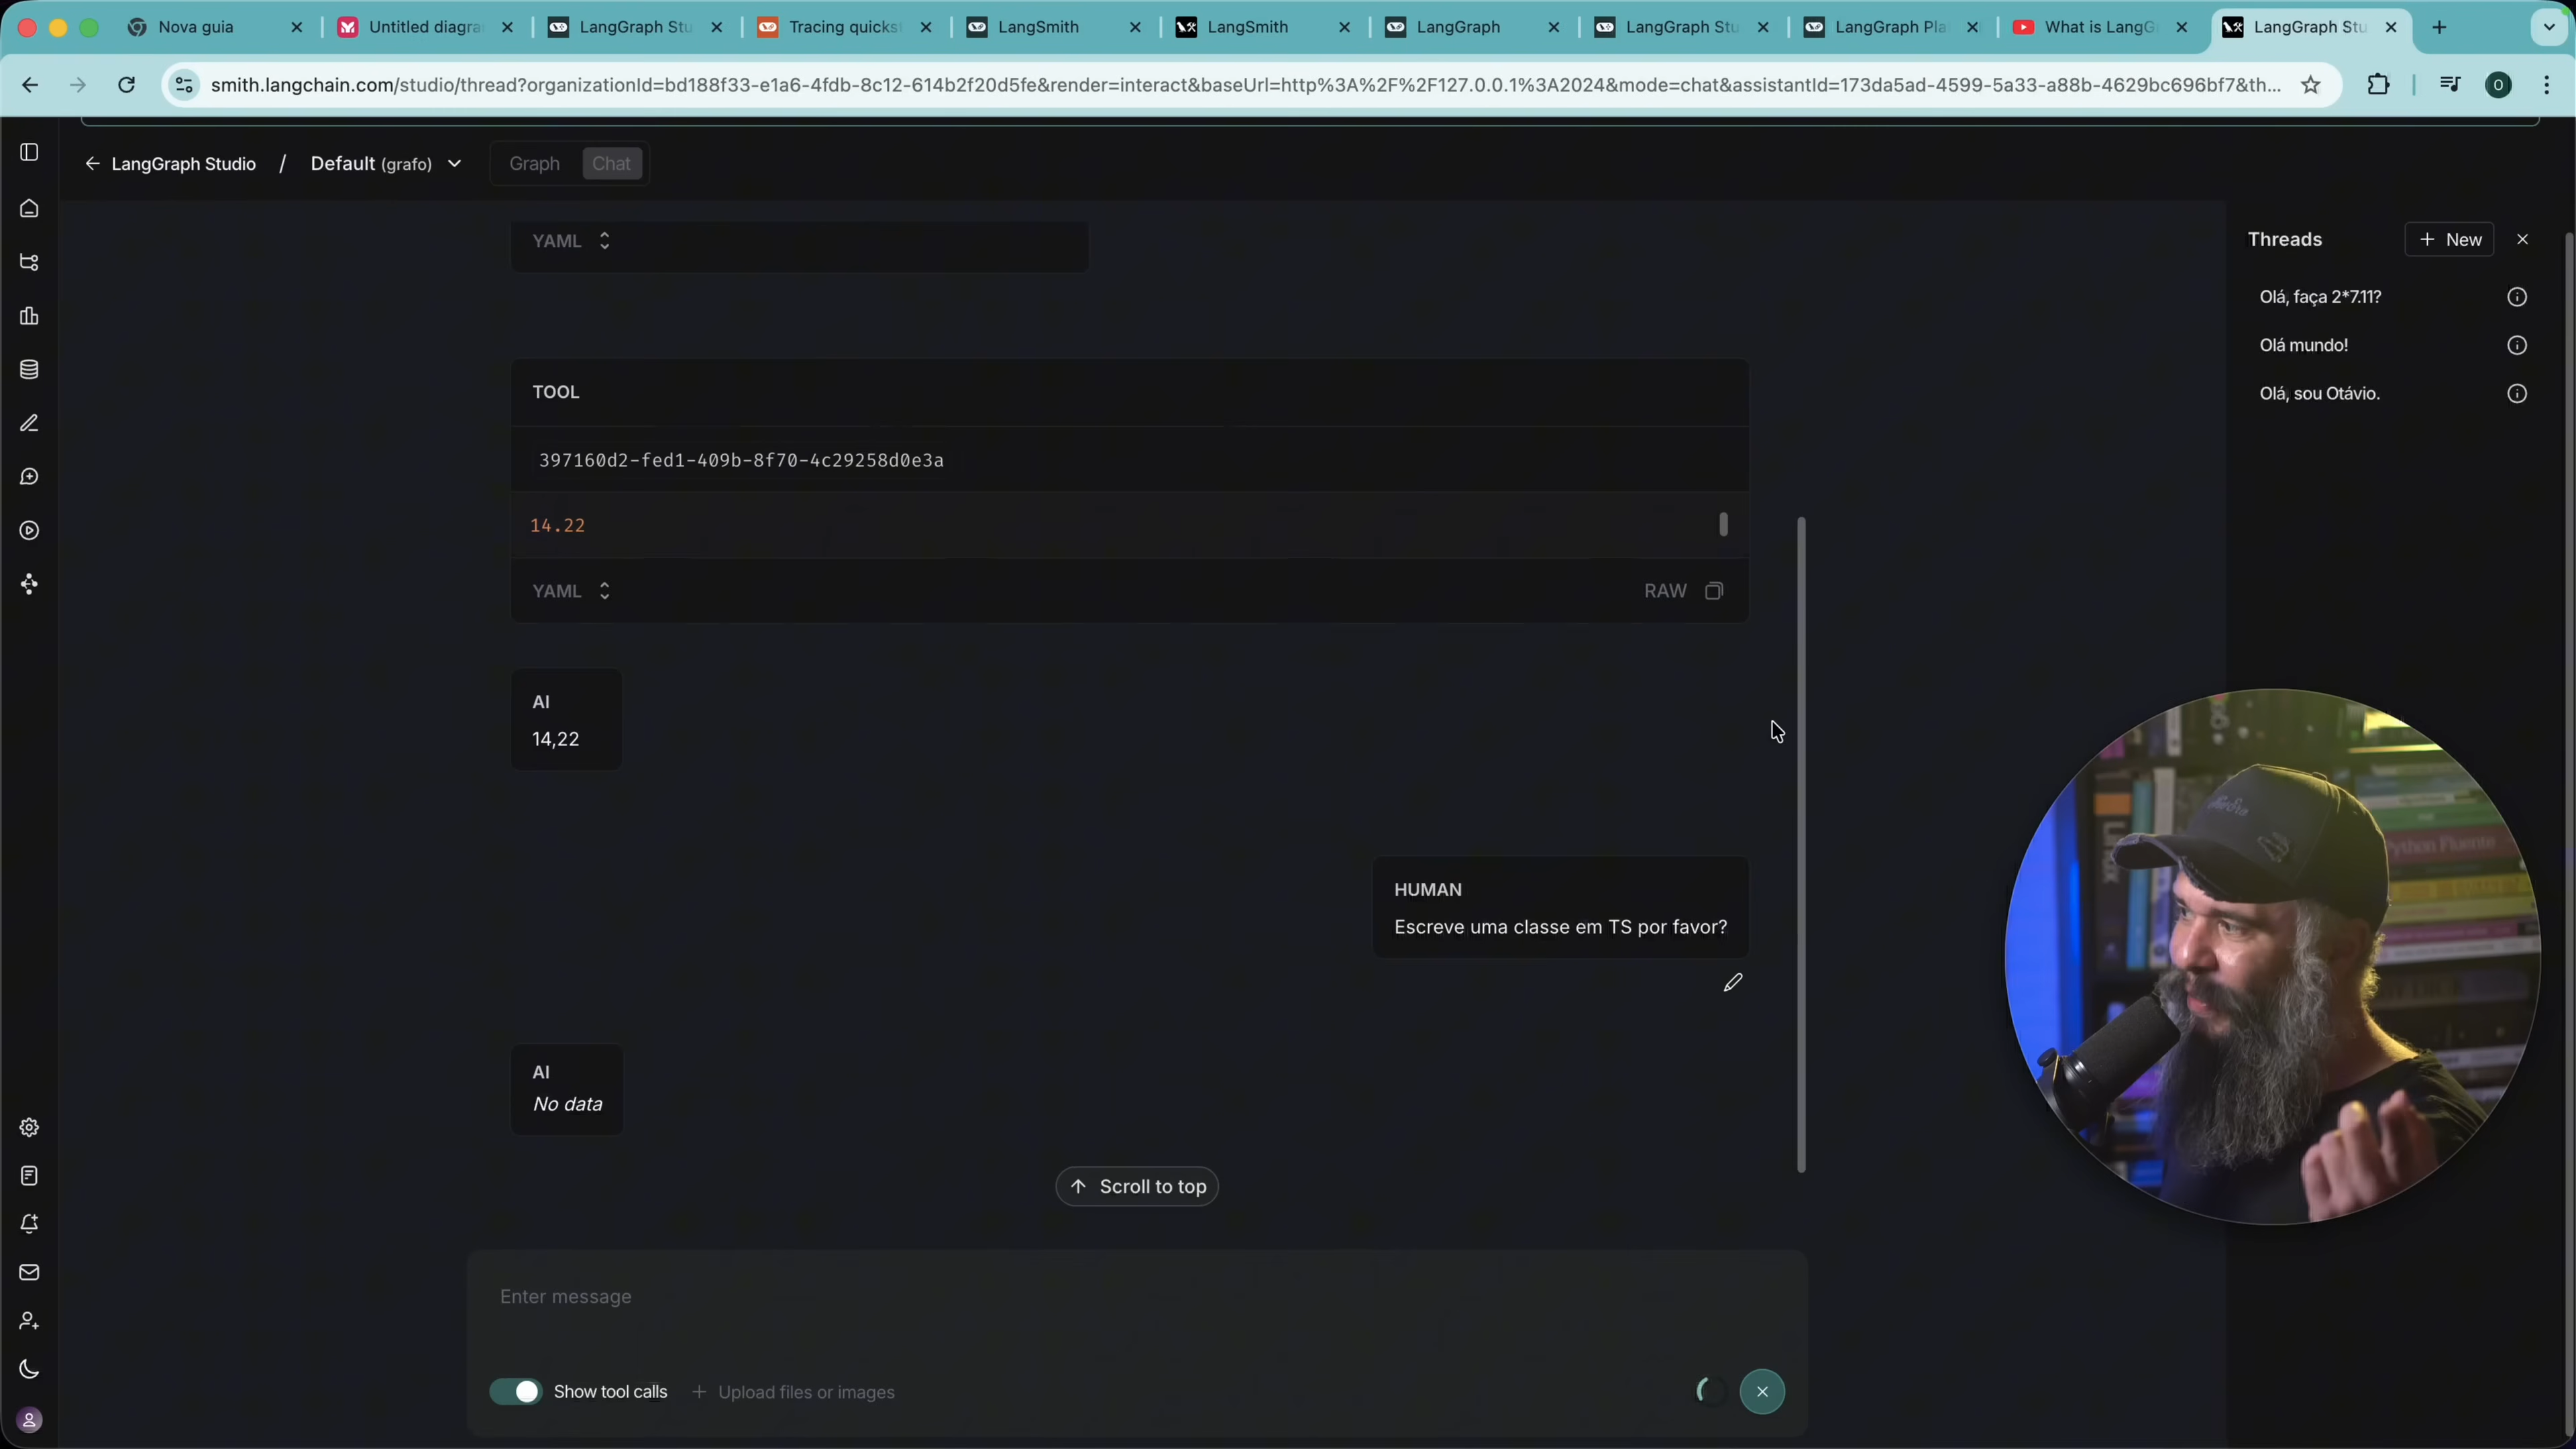 Nova guia
Untitled diagra
LangGraph Stu
Tracing quickst
LangSmith
LangSmith
LangGraph
LangGraph Stu
LangGraph Pla
What is LangG
LangGraph Stu
smith.langchain.com/studio/thread?organizationId=bd188f33-e1a6-4fdb-8c12-614b2f20d5fe&render=interact&baseUrl=http%3A%2F%2F127.0.0.1%3A2024&mode=chat&assistantId=173da5ad-4599-5a33-a88b-4629bc696bf7&th...
O
LangGraph Studio / Default (grafo)
Graph
Chat
YAML
Threads
+ New
Olá, faça 2*7.11?
Olá mundo!
Olá, sou Otávio.
TOOL
397160d2-fed1-409b-8f70-4c29258d0e3a
14.22
YAML
RAW
AI
14,22
HUMAN
Escreve uma classe em TS por favor?
AI
No data
Scroll to top
Enter message
Show tool calls
+ Upload files or images
Python Fluente